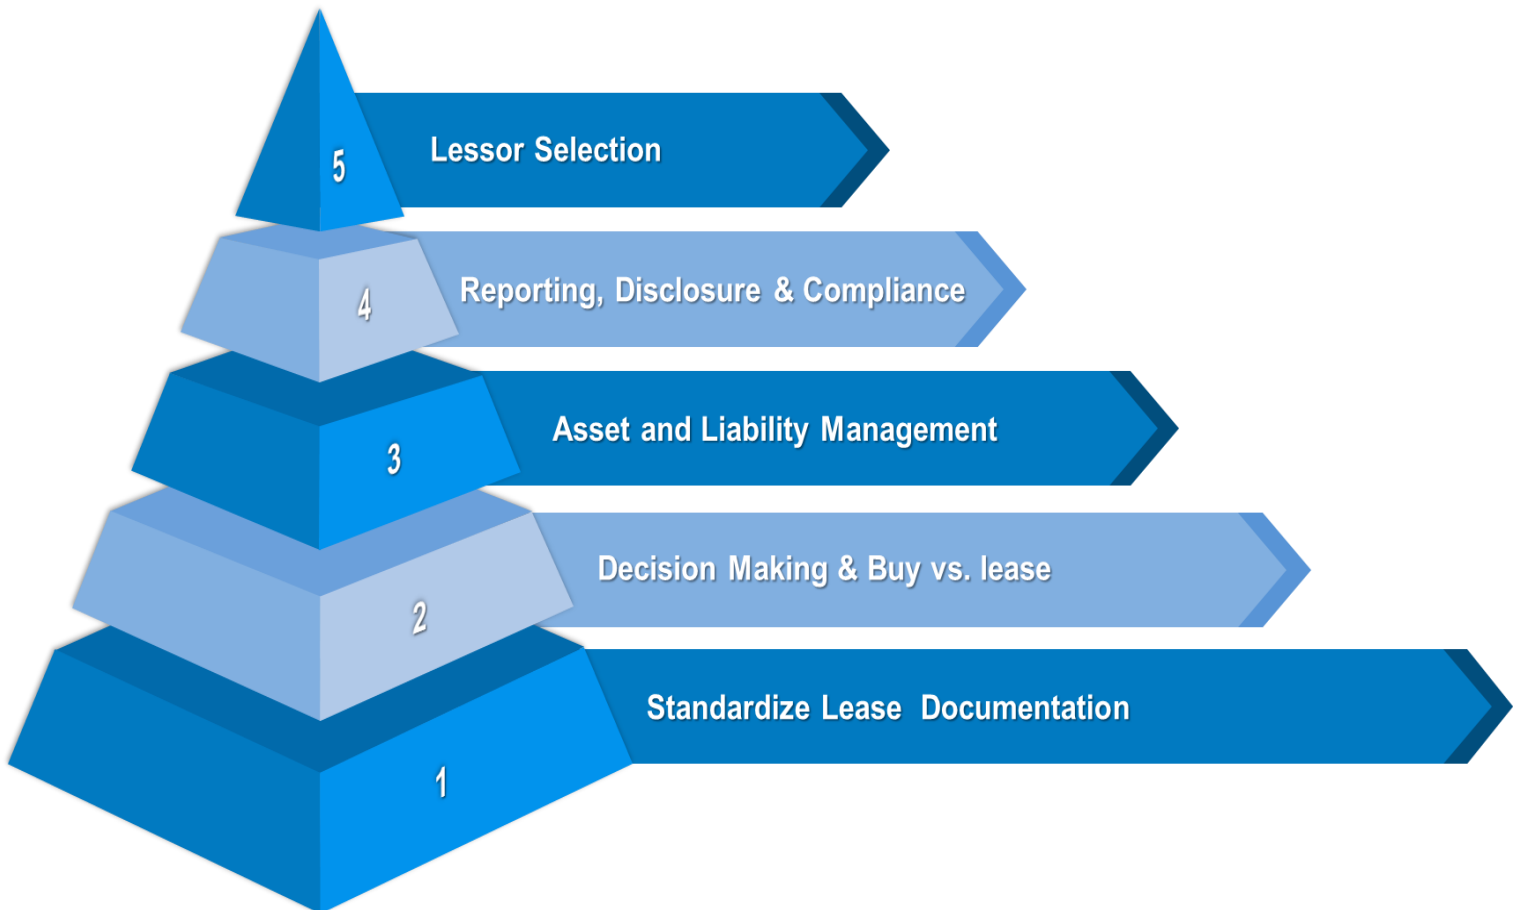 5
Lessor Selection
4
Reporting, Disclosure & Compliance
3
Asset and Liability Management
2
Decision Making & Buy vs. lease
1
Standardize Lease Documentation